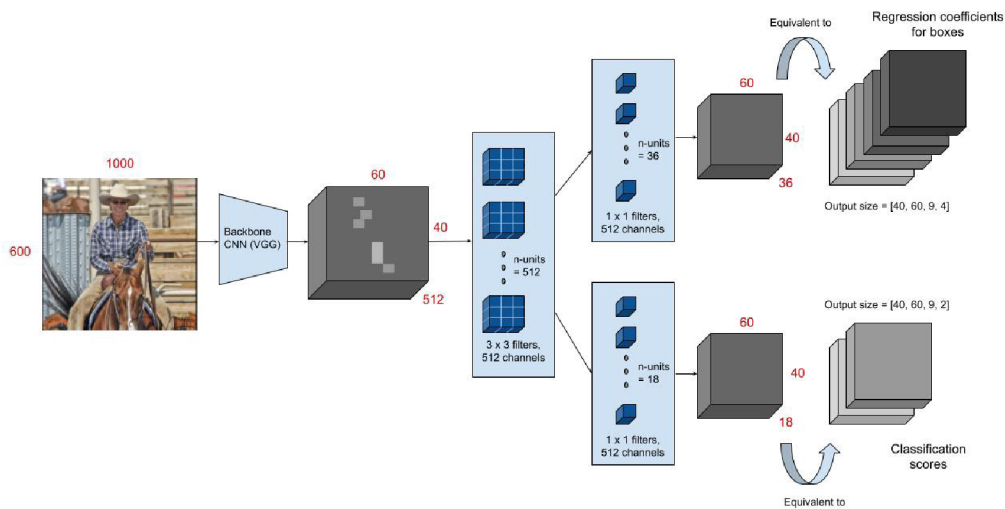 1000
600
Backbone
CNN (VGG)
60
40
512
n-units
= 512
3 x 3 filters,
512 channels
n-units
= 36
1 x 1 filters,
512 channels
60
40
36
Equivalent to
Regression coefficients
for boxes
Output size = [40, 60, 9, 4]
n-units
= 18
1 x 1 filters,
512 channels
60
40
18
Output size = [40, 60, 9, 2]
Classification
scores
Equivalent to